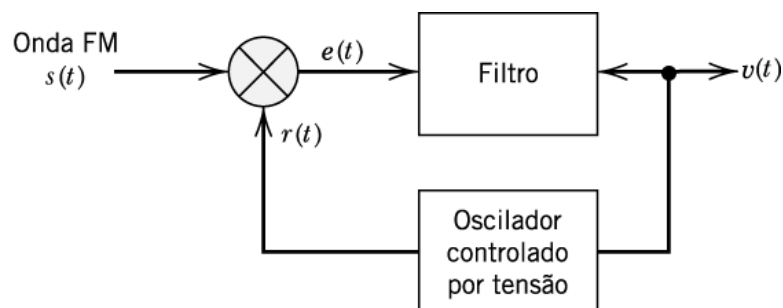 Onda FM
s(t)
e(t)
Filtro
v(t)
r(t)
Oscilador
controlado
por tensão